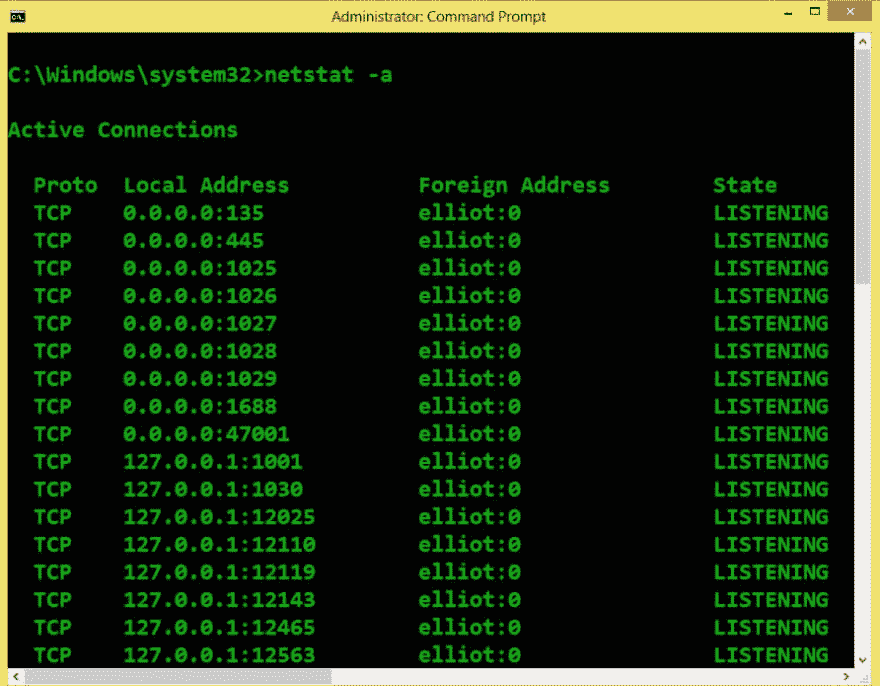 Administrator: Command Prompt
C:\Windows\system32>netstat -a
Active Connections
Proto Local Address Foreign Address State
TCP 0.0.0.0:135 elliot:0 LISTENING
TCP 0.0.0.0:445 elliot:0 LISTENING
TCP 0.0.0.0:1025 elliot:0 LISTENING
TCP 0.0.0.0:1026 elliot:0 LISTENING
TCP 0.0.0.0:1027 elliot:0 LISTENING
TCP 0.0.0.0:1028 elliot:0 LISTENING
TCP 0.0.0.0:1029 elliot:0 LISTENING
TCP 0.0.0.0:1688 elliot:0 LISTENING
TCP 0.0.0.0:47001 elliot:0 LISTENING
TCP 127.0.0.1:1001 elliot:0 LISTENING
TCP 127.0.0.1:1030 elliot:0 LISTENING
TCP 127.0.0.1:12025 elliot:0 LISTENING
TCP 127.0.0.1:12110 elliot:0 LISTENING
TCP 127.0.0.1:12119 elliot:0 LISTENING
TCP 127.0.0.1:12143 elliot:0 LISTENING
TCP 127.0.0.1:12465 elliot:0 LISTENING
TCP 127.0.0.1:12563 elliot:0 LISTENING